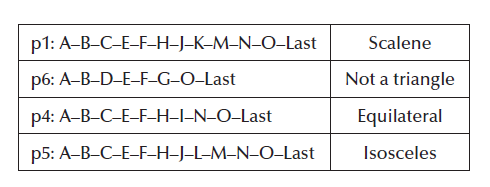 p1: A–B–C–E–F–H–J–K–M–N–O–Last Scalene
p6: A–B–D–E–F–G–O–Last Not a triangle
p4: A–B–C–E–F–H–I–N–O–Last Equilateral
p5: A–B–C–E–F–H–J–L–M–N–O–Last Isosceles